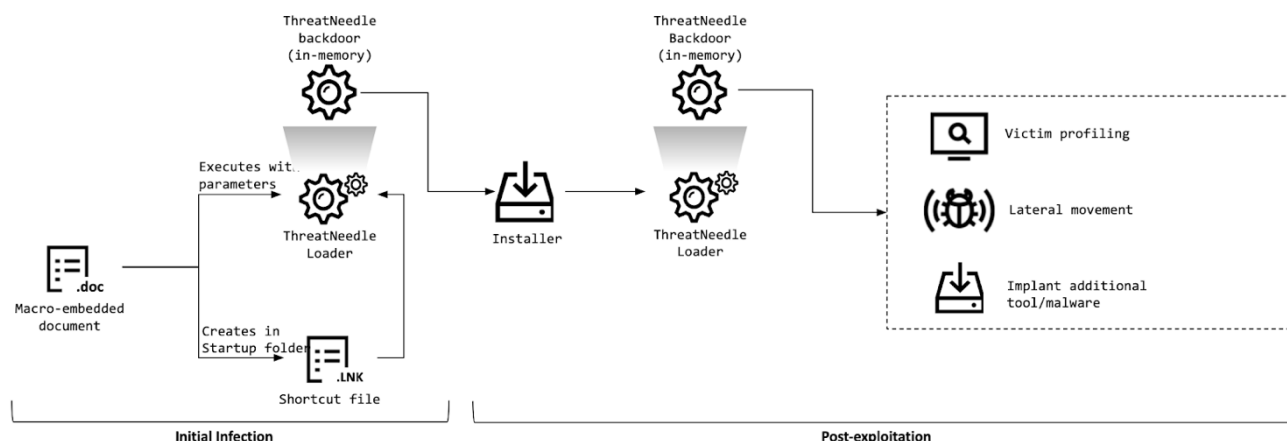 ThreatNeedle
backdoor
(in-memory)
ThreatNeedle
Backdoor
(in-memory)
Executes with
parameters
ThreatNeedle
Loader
Installer
ThreatNeedle
Loader
Victim profiling
Lateral movement
Implant additional
tool/malware
.doc
Macro-embedded
document
Creates in
Startup folder
.LNK
Shortcut file
Initial Infection
Post-exploitation